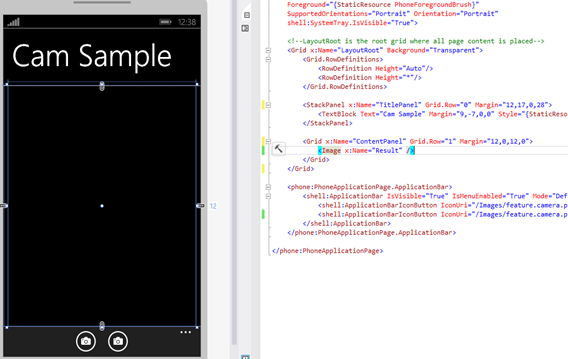 12:38
Cam Sample
12
Foreground="{StaticResource PhoneForegroundBrush}"
SupportedOrientations="Portrait" Orientation="Portrait"
shell:SystemTray.IsVisible="True">
<!--LayoutRoot is the root grid where all page content is placed-->
<Grid x:Name="LayoutRoot" Background="Transparent">
<Grid.RowDefinitions>
<RowDefinition Height="Auto"/>
<RowDefinition Height="*"/>
</Grid.RowDefinitions>
<StackPanel x:Name="TitlePanel" Grid.Row="0" Margin="12,17,0,28">
<TextBlock Text="Cam Sample" Margin="9,-7,0,0" Style="{StaticReso
</StackPanel>
<Grid x:Name="ContentPanel" Grid.Row="1" Margin="12,0,12,0">
<Image x:Name="Result" />
</Grid>
</Grid>
<phone:PhoneApplicationPage.ApplicationBar>
<shell:ApplicationBar IsVisible="True" IsMenuEnabled="True" Mode="Def
<shell:ApplicationBarIconButton IconUri="/Images/feature.camera.p
<shell:ApplicationBarIconButton IconUri="/Images/feature.camera.p
</shell:ApplicationBar>
</phone:PhoneApplicationPage.ApplicationBar>
</phone:PhoneApplicationPage>